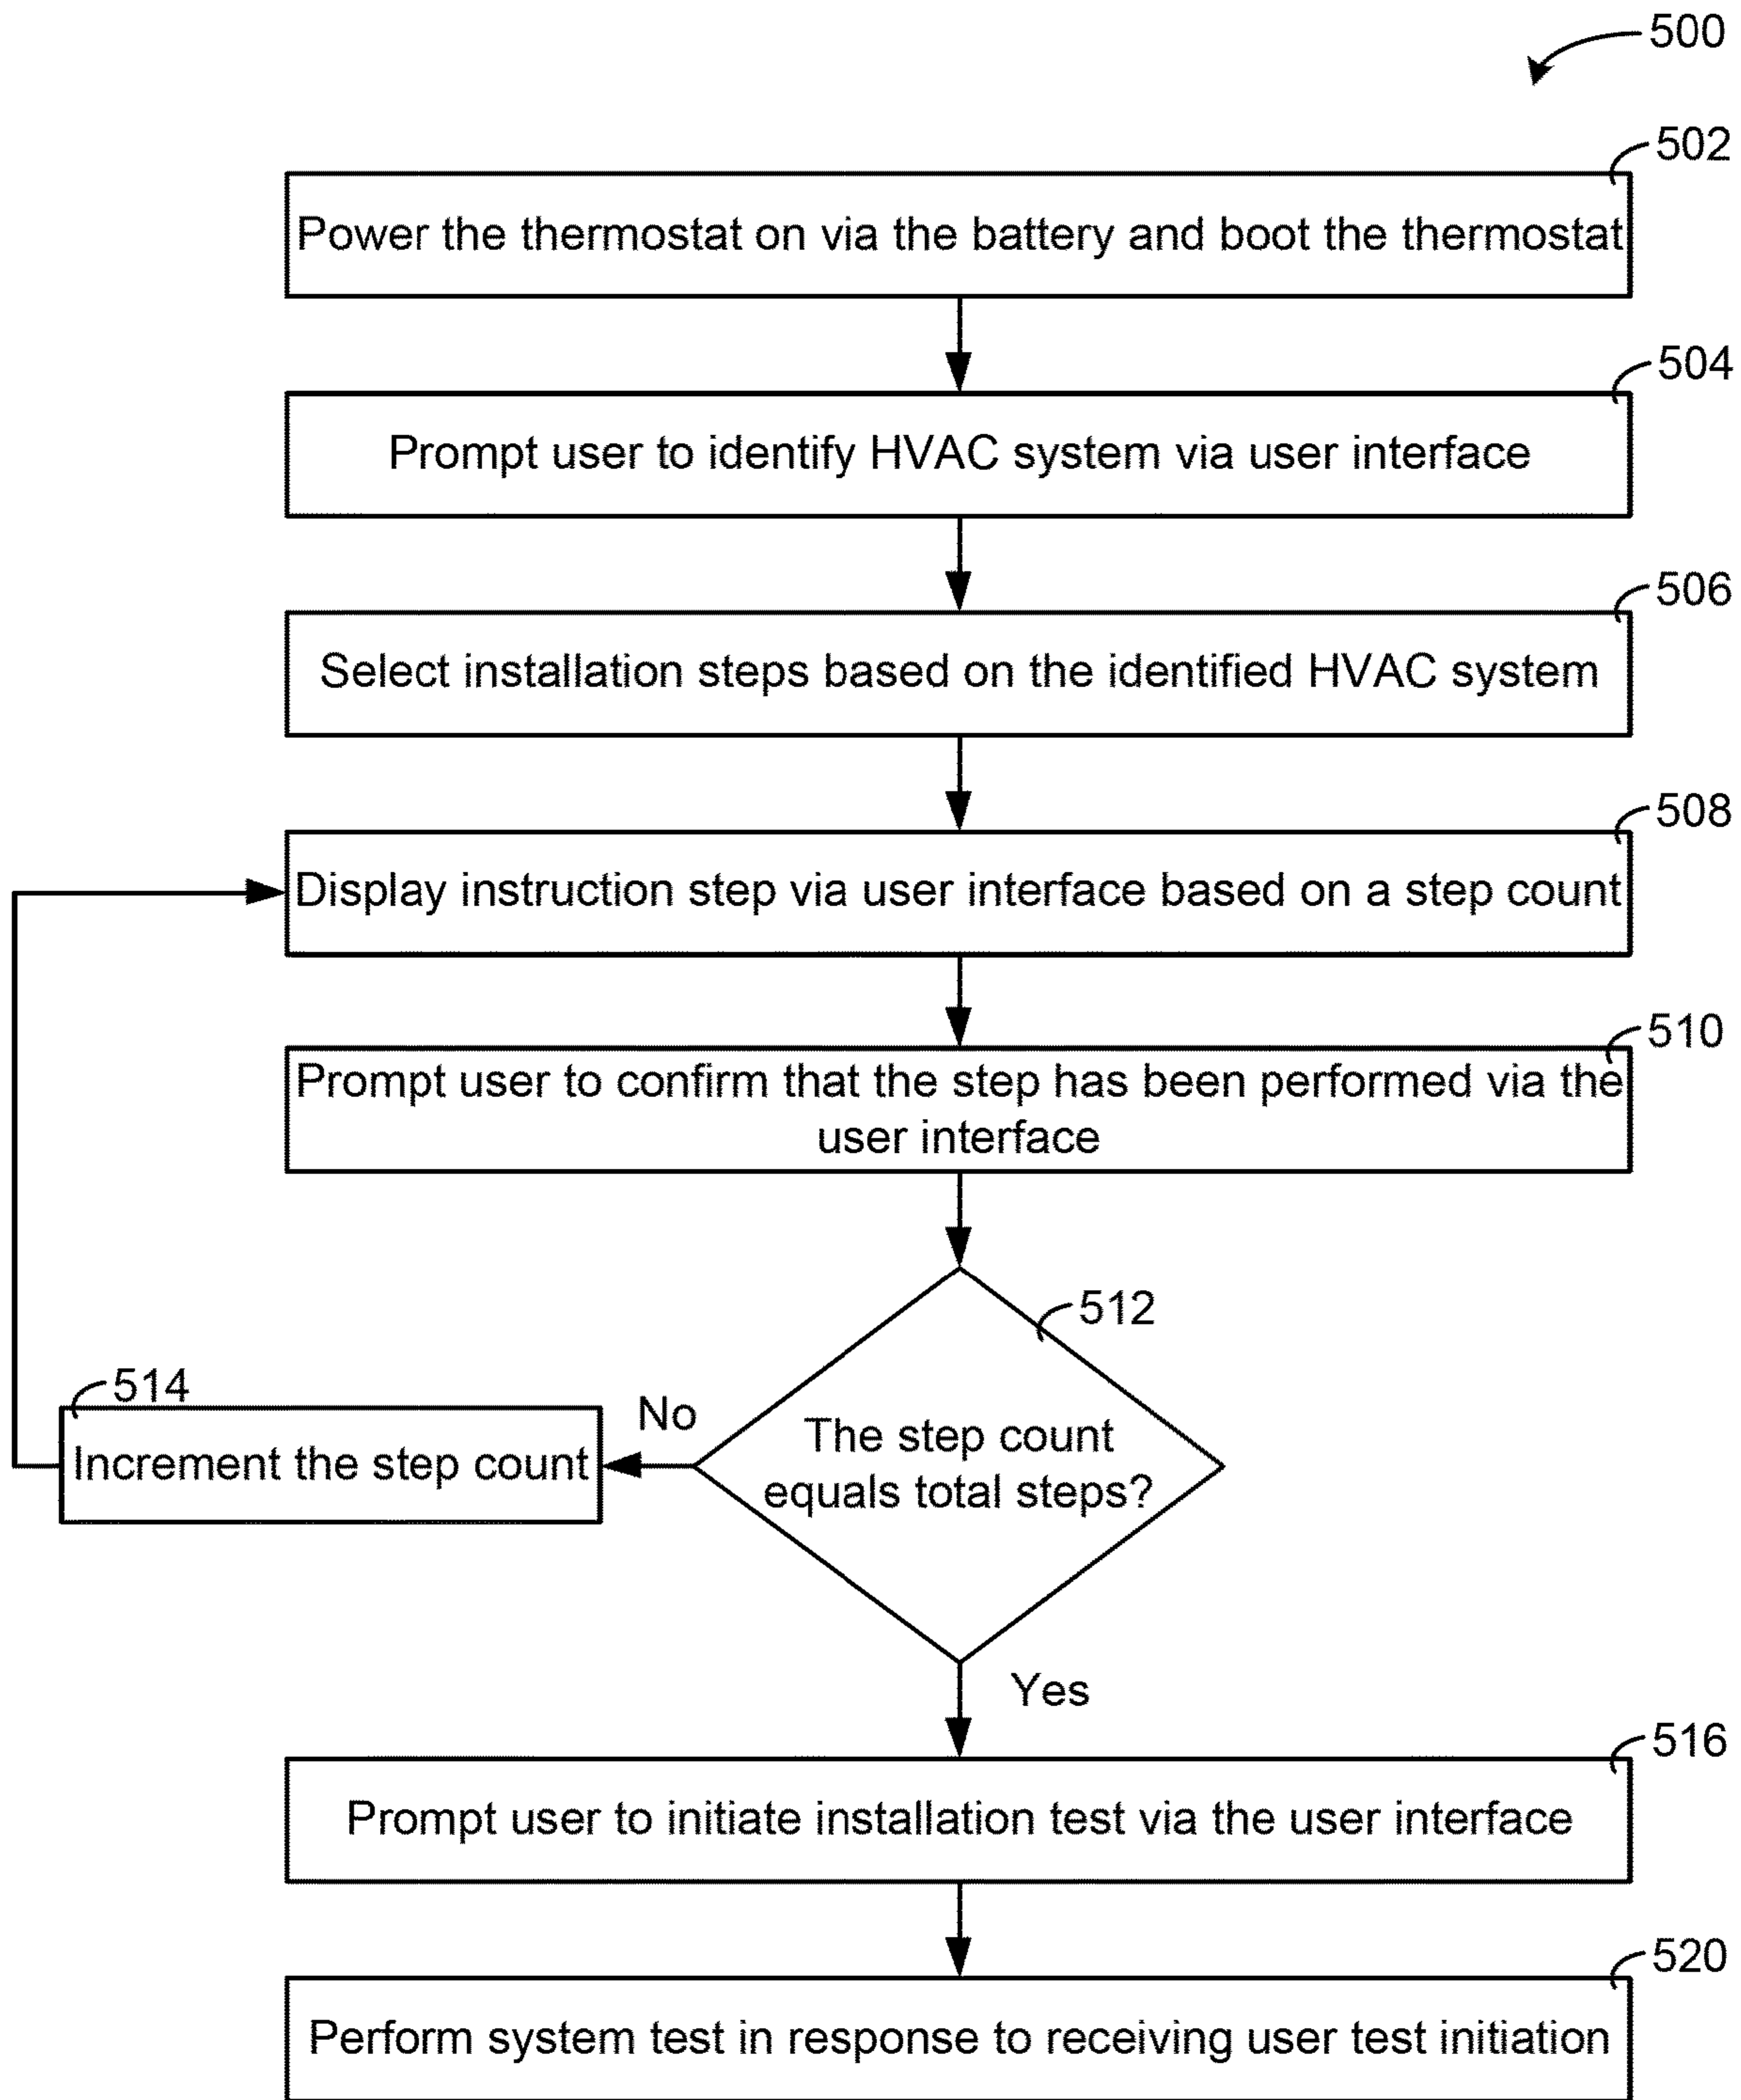 500
502
Power the thermostat on via the battery and boot the thermostat
504
Prompt user to identify HVAC system via user interface
506
Select installation steps based on the identified HVAC system
508
Display instruction step via user interface based on a step count
510
Prompt user to confirm that the step has been performed via the
user interface
512
The step count
equals total steps?
No
514
Increment the step count
Yes
516
Prompt user to initiate installation test via the user interface
520
Perform system test in response to receiving user test initiation